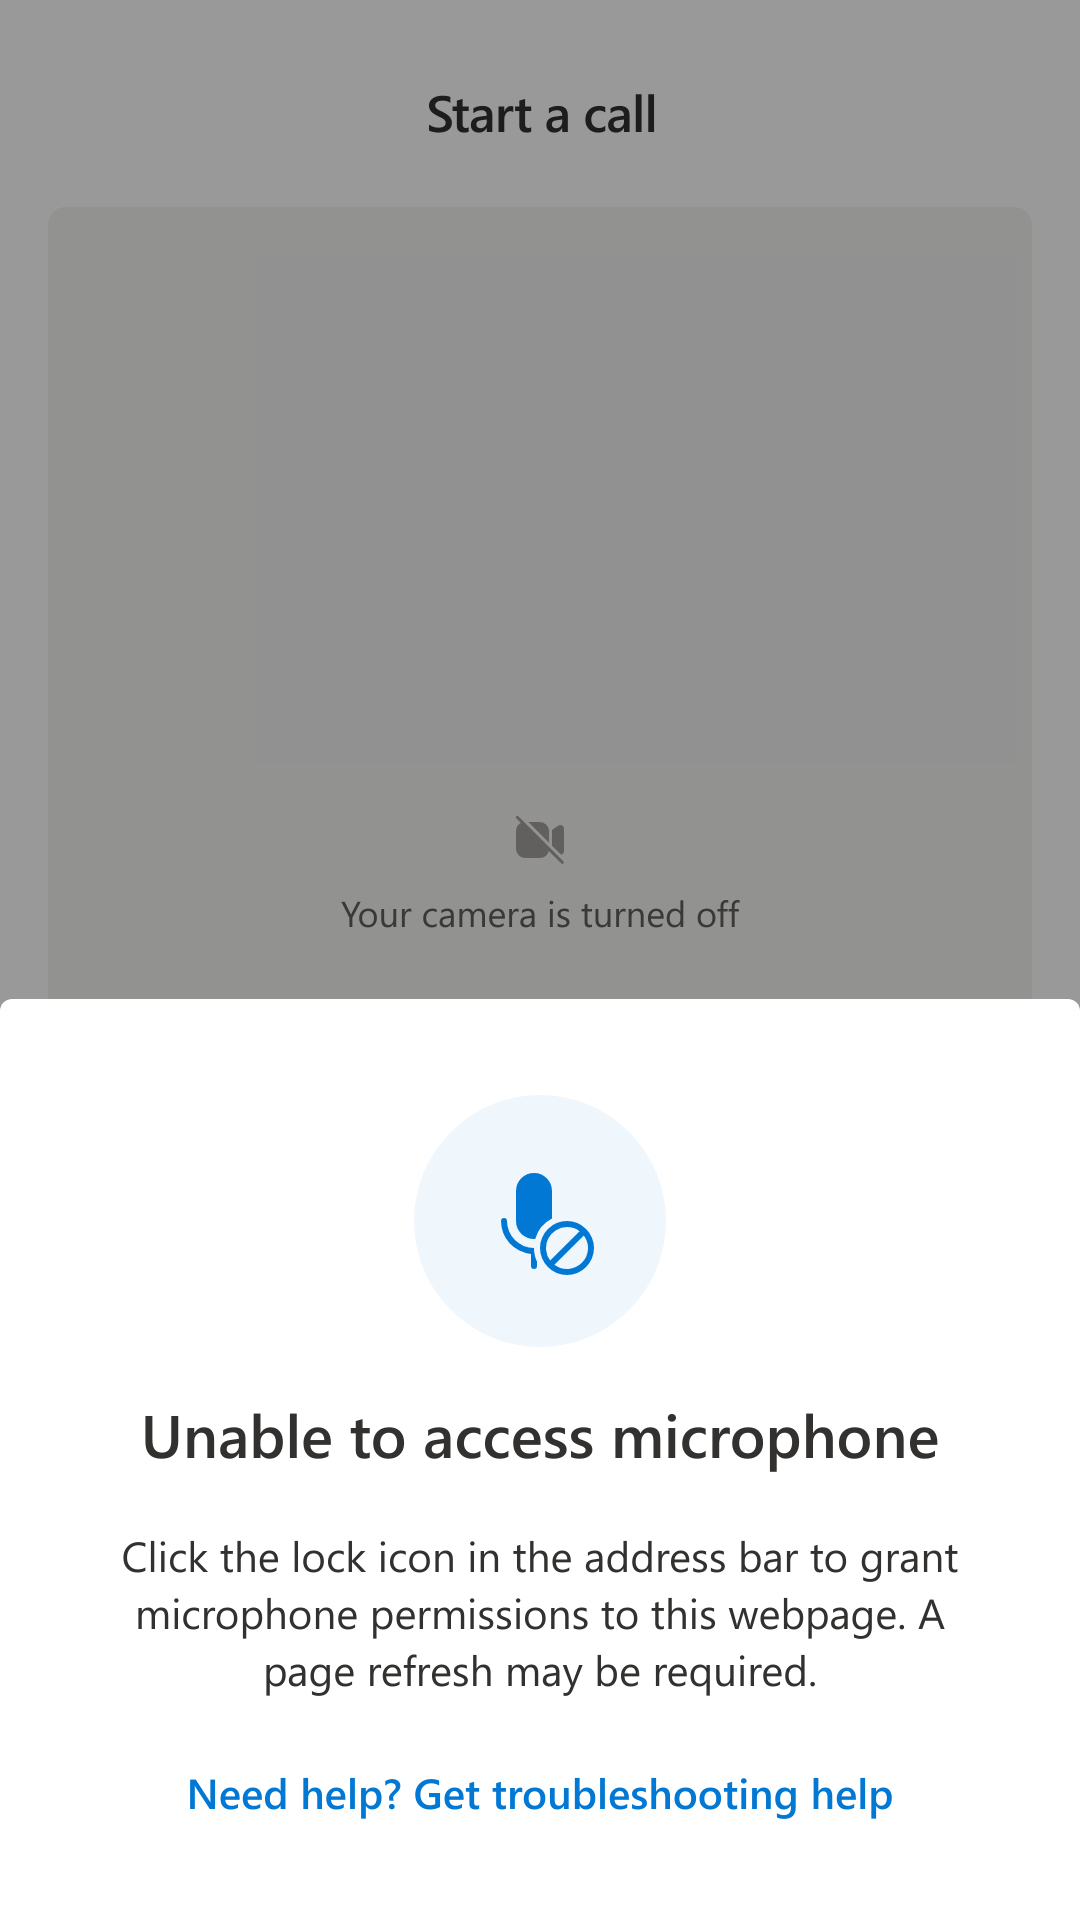 Start a call
Your camera is turned off
Unable to access microphone
Click the lock icon in the address bar to grant
microphone permissions to this webpage. A
page refresh may be required.
Need help? Get troubleshooting help